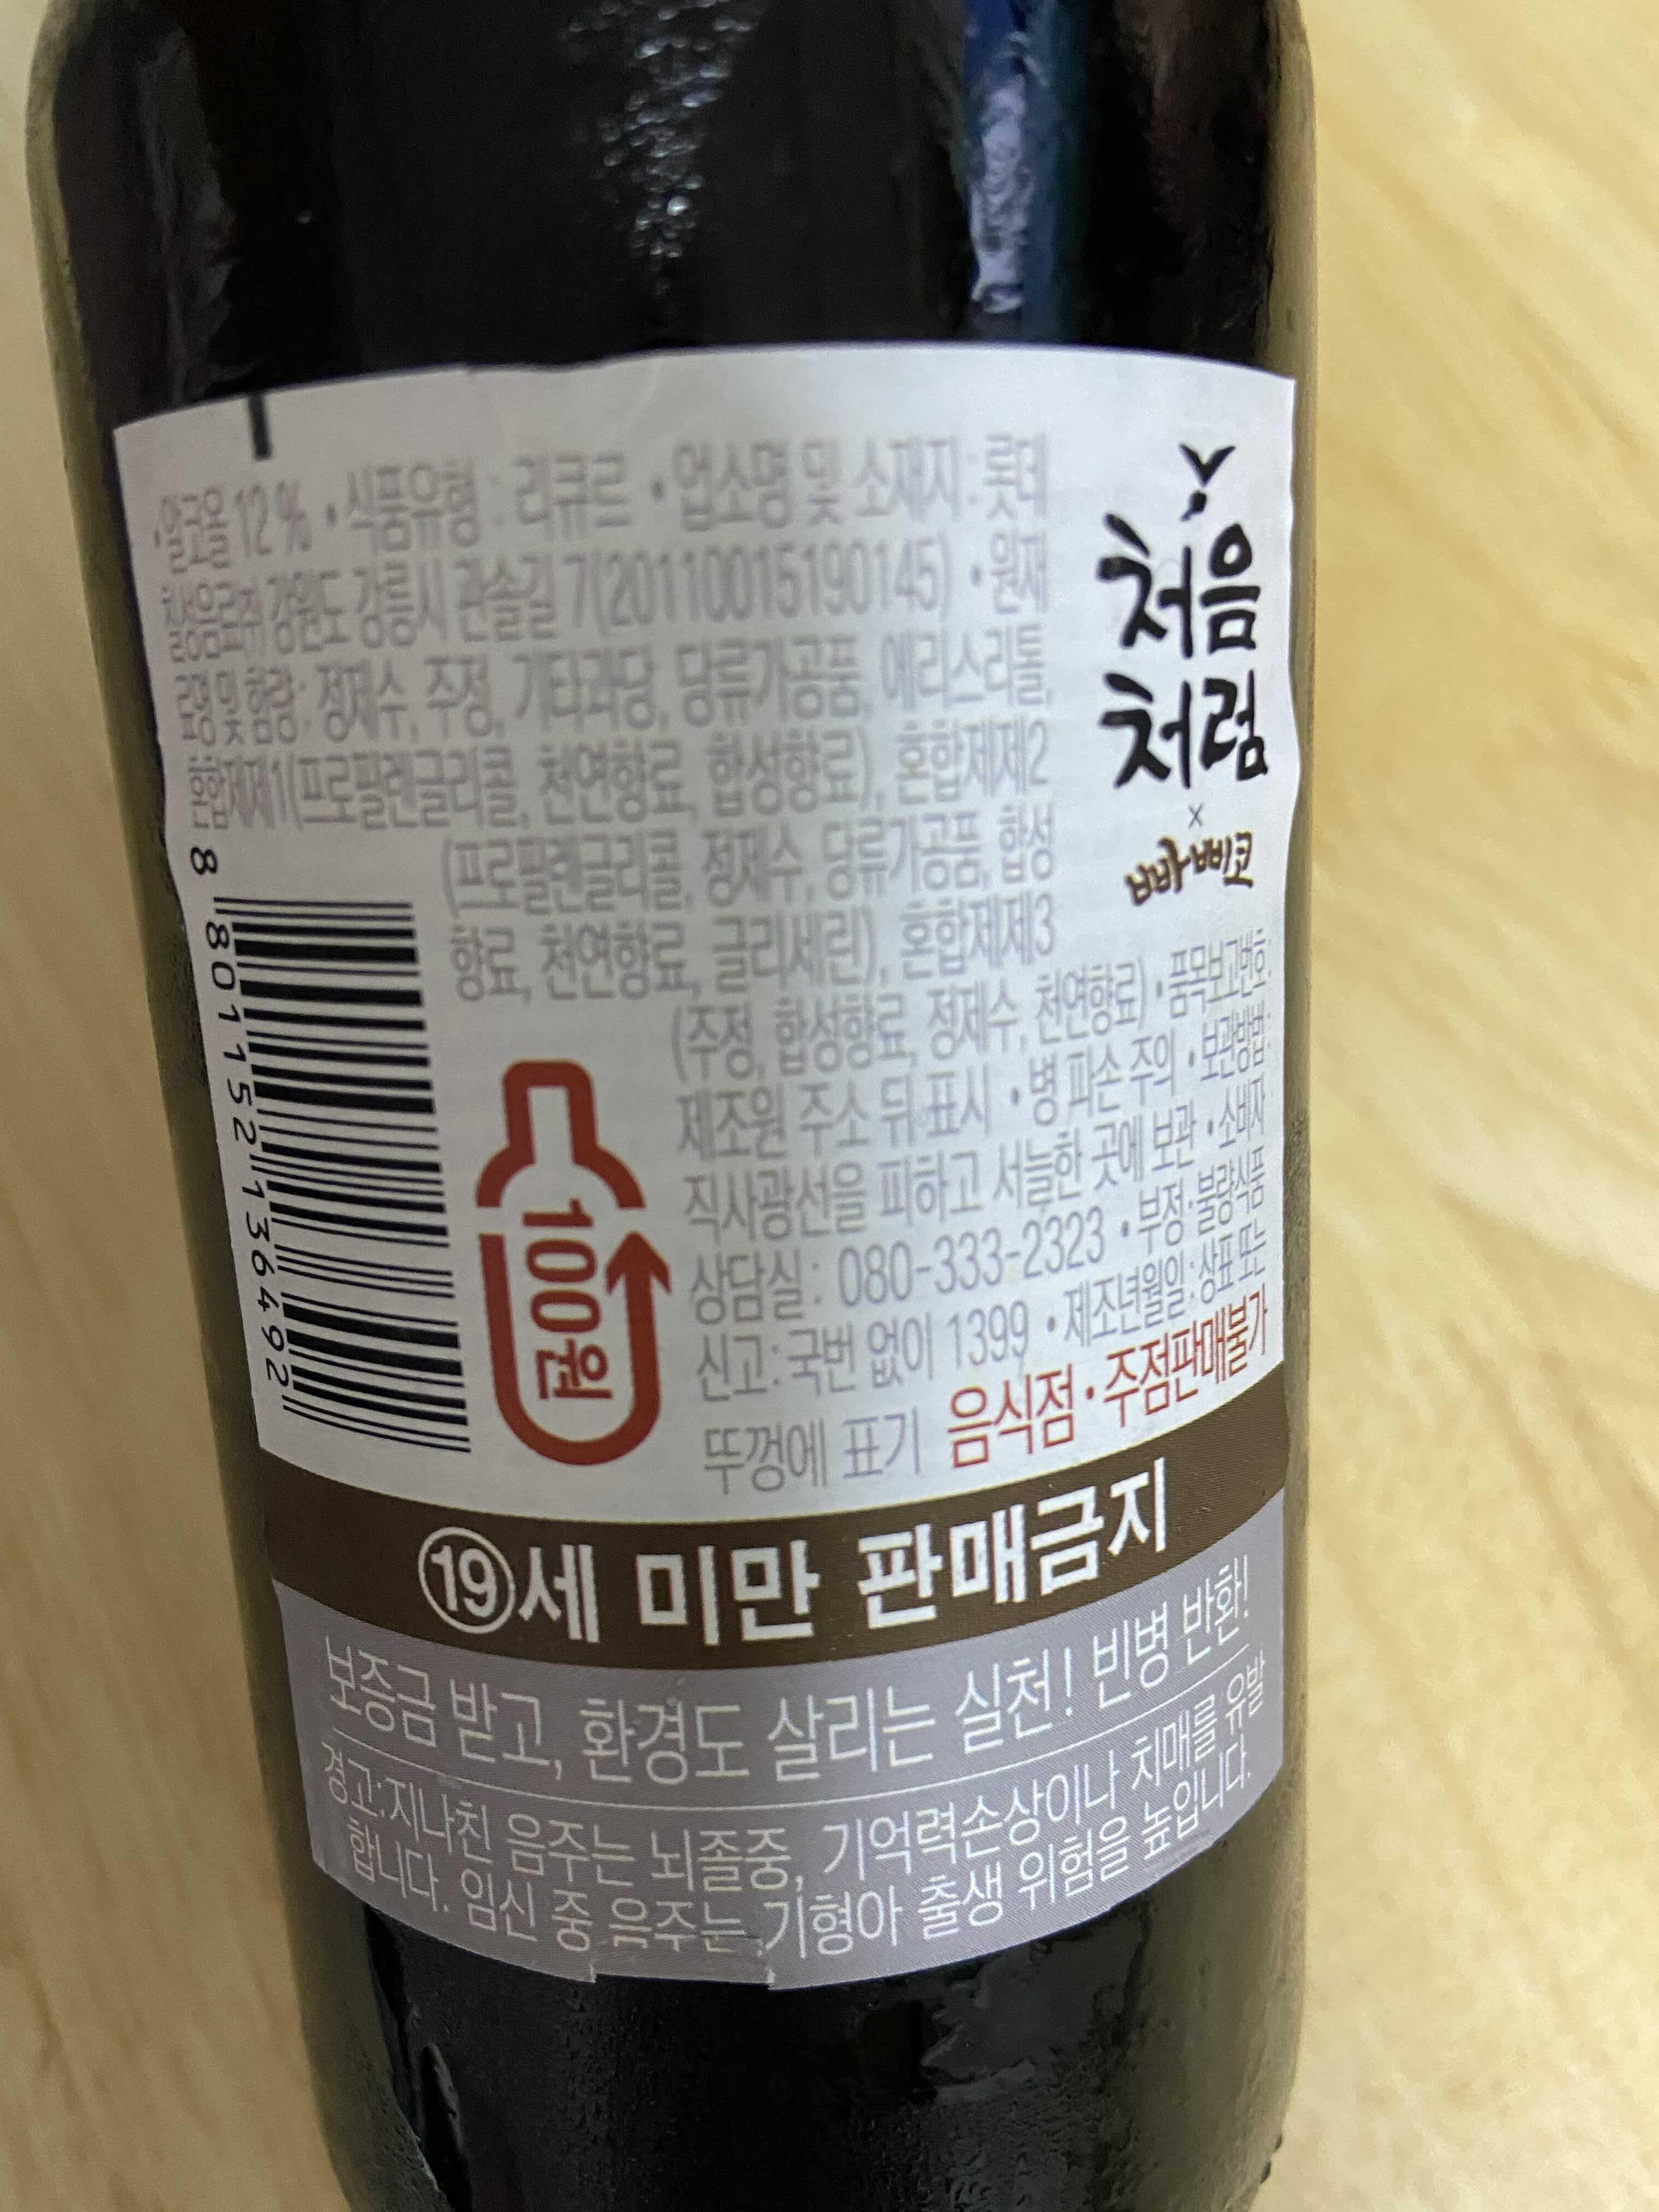 •알코올 12% •식품유형 : 리큐르 •업소명 및 소재지 : 롯데
칠성음료㈜ 강원도 강릉시 관솔길 7(20110015190145) •원재
료명 및 함량: 정제수, 주정, 기타과당, 당류가공품, 에리스리톨,
혼합제제1(프로필렌글리콜, 천연향료, 합성향료), 혼합제제2
(프로필렌글리콜, 정제수, 당류가공품, 합성
향료, 천연향료, 글리세린), 혼합제제3
(주정, 합성향료, 정제수, 천연향료) •품목보고번호:
제조원 주소 뒤 표시 •병 파손 주의 •보관방법:
직사광선을 피하고 서늘한 곳에 보관 •소비자
상담실: 080-333-2323 •부정·불량식품
신고: 국번 없이 1399 •제조년월일: 상표 또는
뚜껑에 표기 음식점·주점판매불가
처음
처럼
x
빠삐코
8 801152 136492
100원
⑲세 미만 판매금지
보증금 받고, 환경도 살리는 실천! 빈병 반환!
경고:지나친 음주는 뇌졸중, 기억력손상이나 치매를 유발
합니다. 임신 중 음주는 기형아 출생 위험을 높입니다.